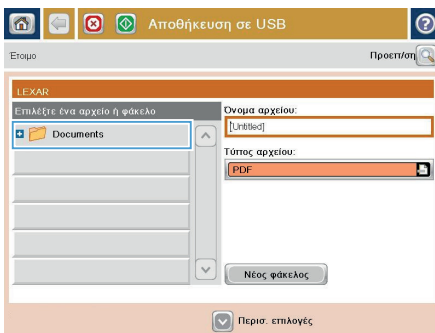 Αποθήκευση σε USB
Έτοιμο
Προεπ/ση
LEXAR
Επιλέξτε ένα αρχείο ή φάκελο
Documents
Όνομα αρχείου:
[Untitled]
Τύπος αρχείου:
PDF
Νέος φάκελος
Περισ. επιλογές